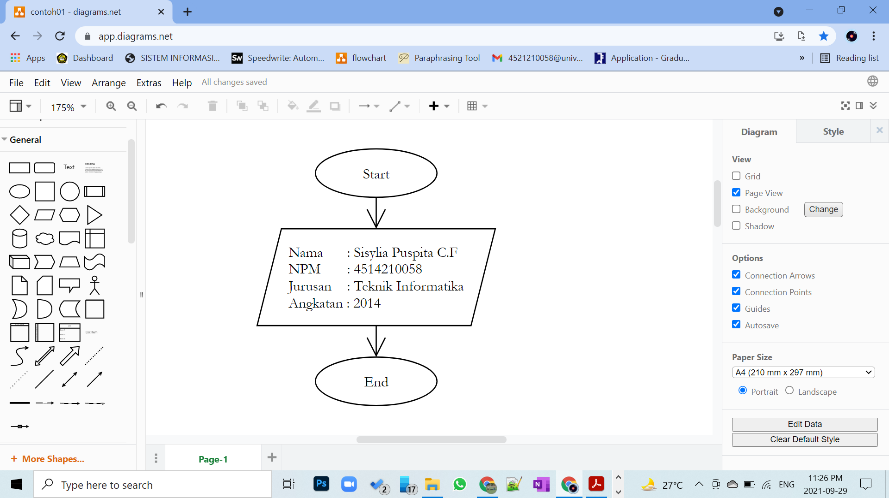 contoh01 - diagrams.net
app.diagrams.net
Apps Dashboard SISTEM INFORMASI... Speedwrite: Autom... flowchart Paraphrasing Tool 4521210058@univ... Application - Gradu... » Reading list
File Edit View Arrange Extras Help All changes saved
175%
General
Text
Diagram Style
View
Grid
Page View
Background Change
Shadow
Options
Connection Arrows
Connection Points
Guides
Autosave
Paper Size
A4 (210 mm x 297 mm)
Portrait Landscape
Edit Data
Clear Default Style
Start
Nama : Sisylia Puspita C.F
NPM : 4514210058
Jurusan : Teknik Informatika
Angkatan : 2014
End
+ More Shapes...
Page-1
Type here to search
Ps
2
17
27°C
ENG
11:26 PM
2021-09-29